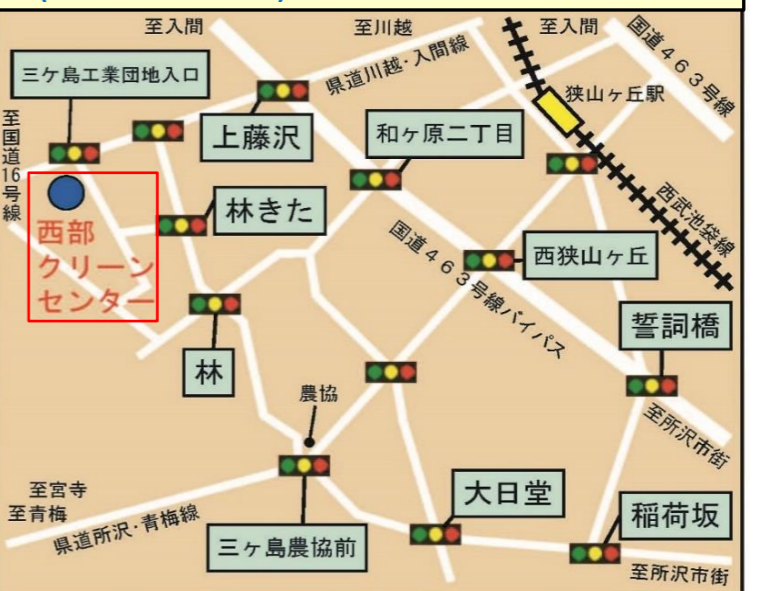 至入間
至川越
至入間
国道４６３号線
三ケ島工業団地入口
県道川越・入間線
狭山ヶ丘駅
至国道16号線
上藤沢
和ヶ原二丁目
西武池袋線
林きた
西部
クリーン
センター
国道４６３号線バイパス
西狭山ヶ丘
誓詞橋
林
農協
至所沢市街
至宮寺
至青梅
県道所沢・青梅線
大日堂
稲荷坂
三ヶ島農協前
至所沢市街